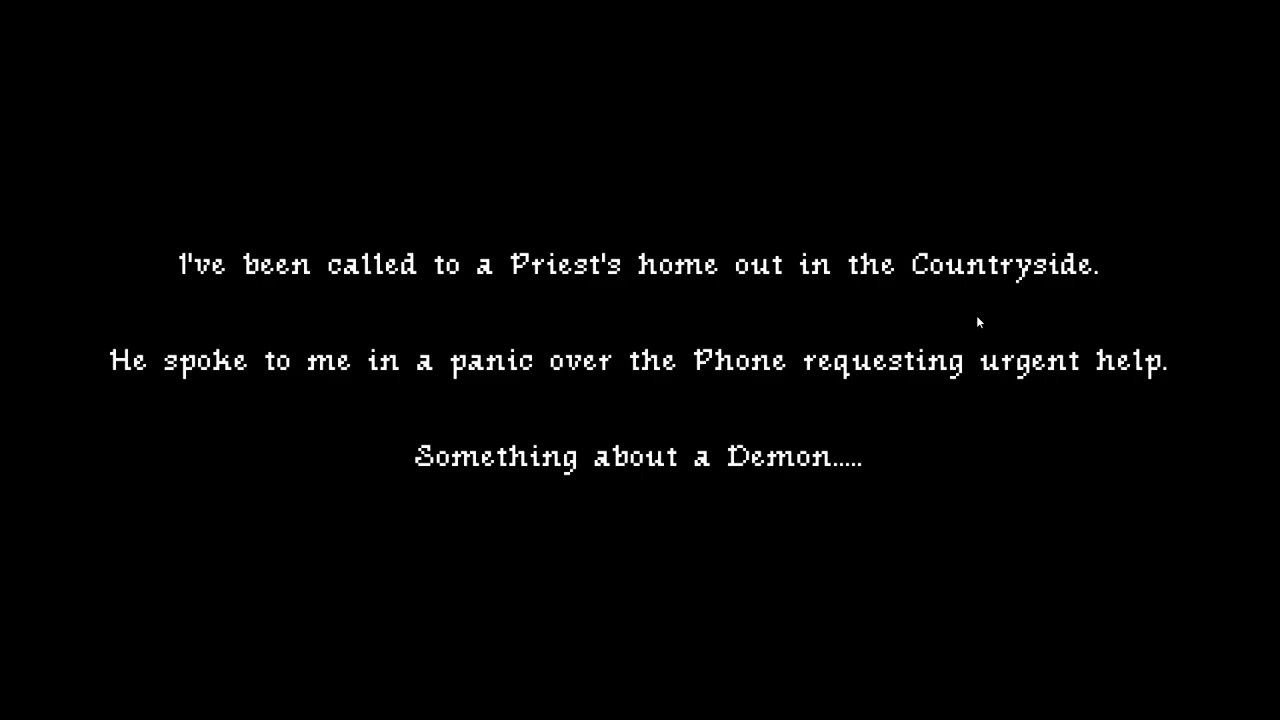 I've been called to a Priest's home out in the Countryside.
He spoke to me in a panic over the Phone requesting urgent help.
Something about a Demon.....